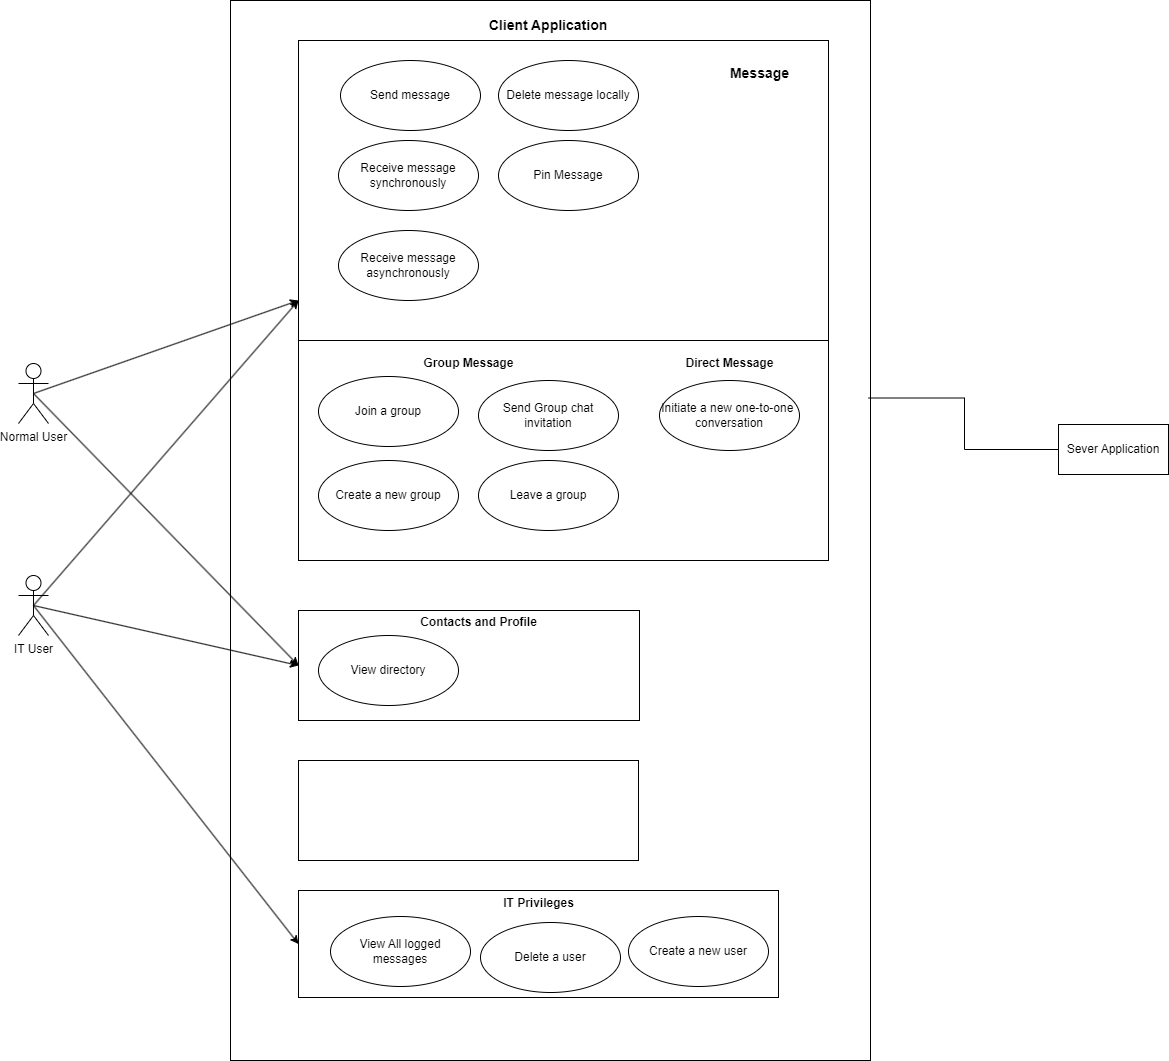 Client Application
Message
Send message
Delete message locally
Receive message
synchronously
Pin Message
Receive message
asynchronously
Group Message
Direct Message
Join a group
Send Group chat
invitation
Initiate a new one-to-one
conversation
Create a new group
Leave a group
Normal User
Sever Application
IT User
Contacts and Profile
View directory
IT Privileges
View All logged
messages
Delete a user
Create a new user